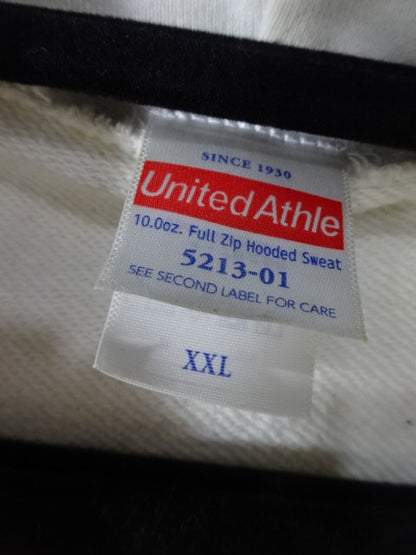 SINCE 1930
United Athle
10.0oz. Full Zip Hooded Sweat
5213-01
SEE SECOND LABEL FOR CARE
XXL